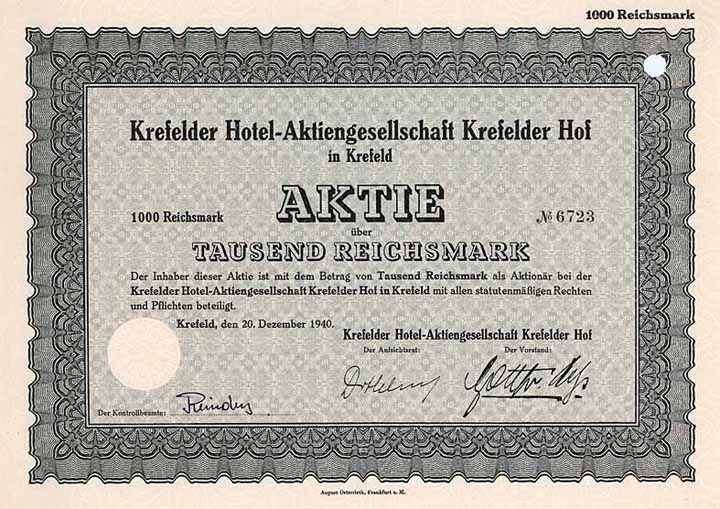 1000 Reichsmark
Krefelder Hotel-Aktiengesellschaft Krefelder Hof
in Krefeld
1000 Reichsmark AKTIE № 6723
über
TAUSEND REICHSMARK
Der Inhaber dieser Aktie ist mit dem Betrag von Tausend Reichsmark als Aktionär bei der
Krefelder Hotel-Aktiengesellschaft Krefelder Hof in Krefeld mit allen statutenmäßigen Rechten
und Pflichten beteiligt.
Krefeld, den 20. Dezember 1940.
Krefelder Hotel-Aktiengesellschaft Krefelder Hof
Der Aufsichtsrat: Der Vorstand:
Der Kontrollbeamte:
August Osterrieth, Frankfurt a. M.